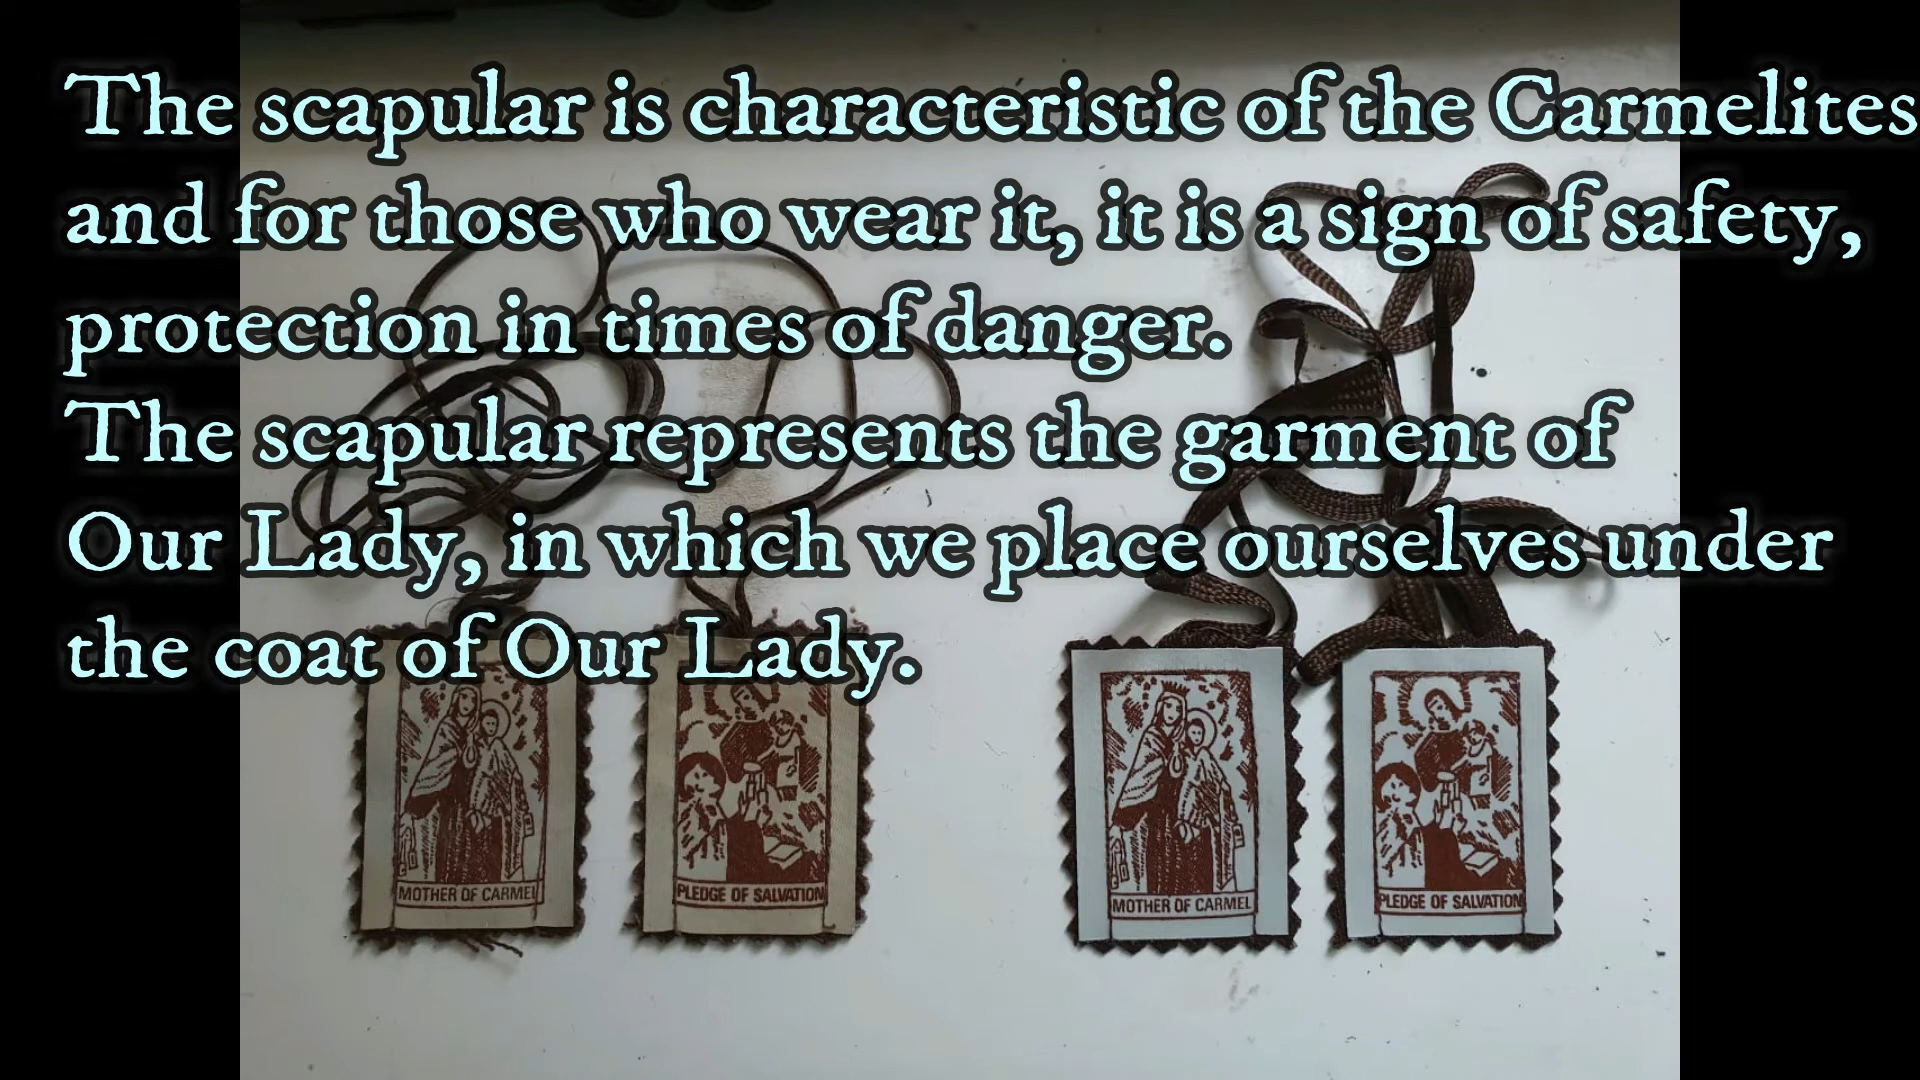 The scapular is characteristic of the Carmelites
and for those who wear it, it is a sign of safety,
protection in times of danger.
The scapular represents the garment of
Our Lady, in which we place ourselves under
the coat of Our Lady.
MOTHER OF CARMEL
PLEDGE OF SALVATION
MOTHER OF CARMEL
PLEDGE OF SALVATION